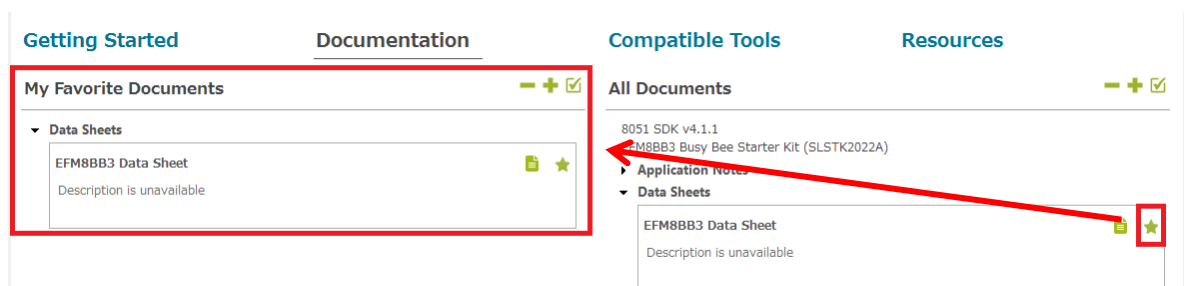 Getting Started
Documentation
Compatible Tools
Resources
My Favorite Documents
Data Sheets
EFM8BB3 Data Sheet
Description is unavailable
All Documents
8051 SDK v4.1.1
EFM8BB3 Busy Bee Starter Kit (SLSTK2022A)
Application Notes
Data Sheets
EFM8BB3 Data Sheet
Description is unavailable